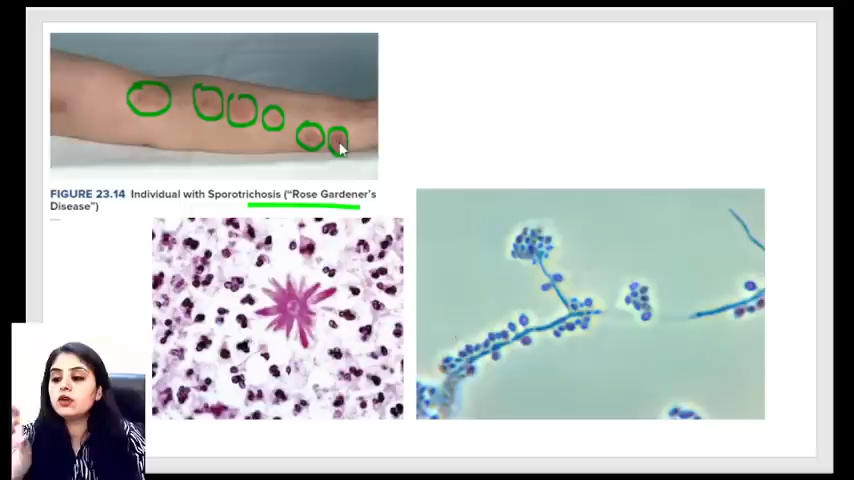 FIGURE 23.14 Individual with Sporotrichosis ("Rose Gardener's
Disease")